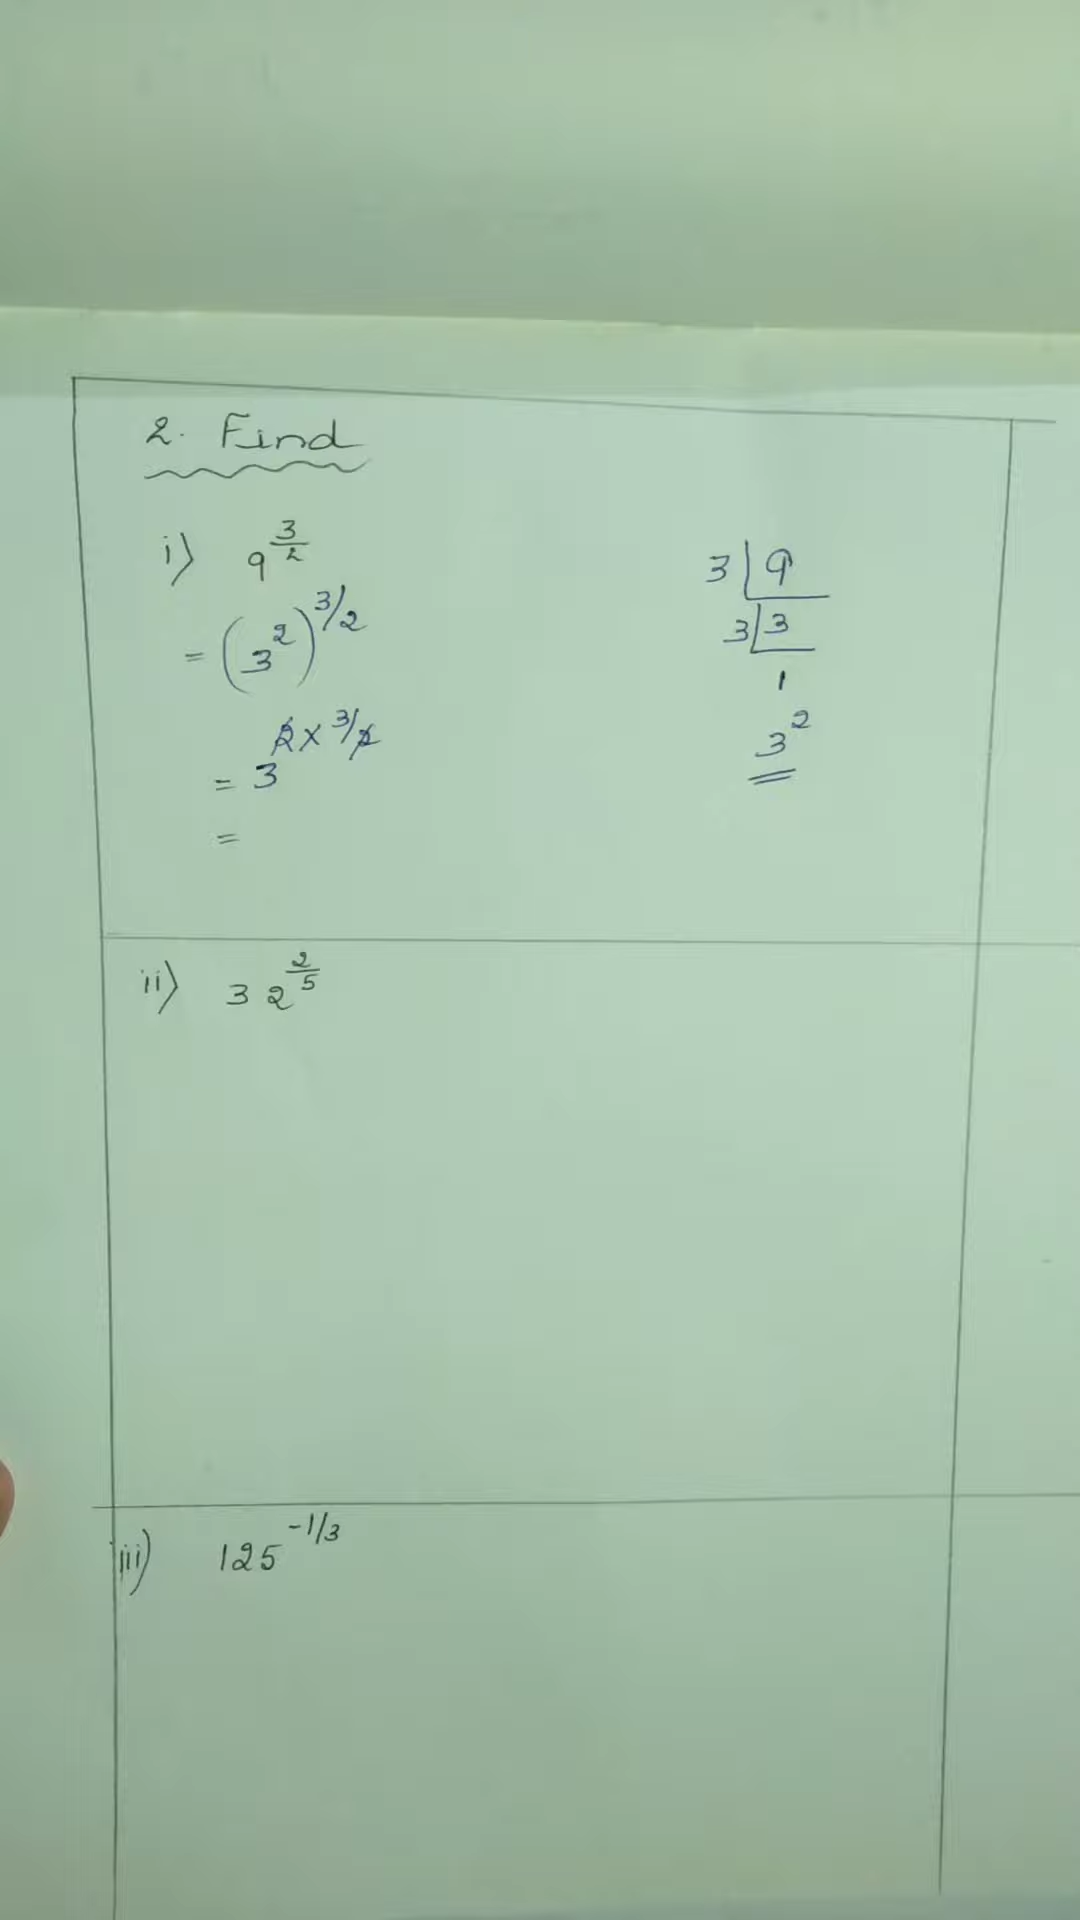 2. Find
i) 9^(3/2)
= (3^2)^(3/2)
= 3^(2×3/2)
=
3 | 9
3 | 3
1
3^2
ii) 32^(2/5)
iii) 125^(-1/3)